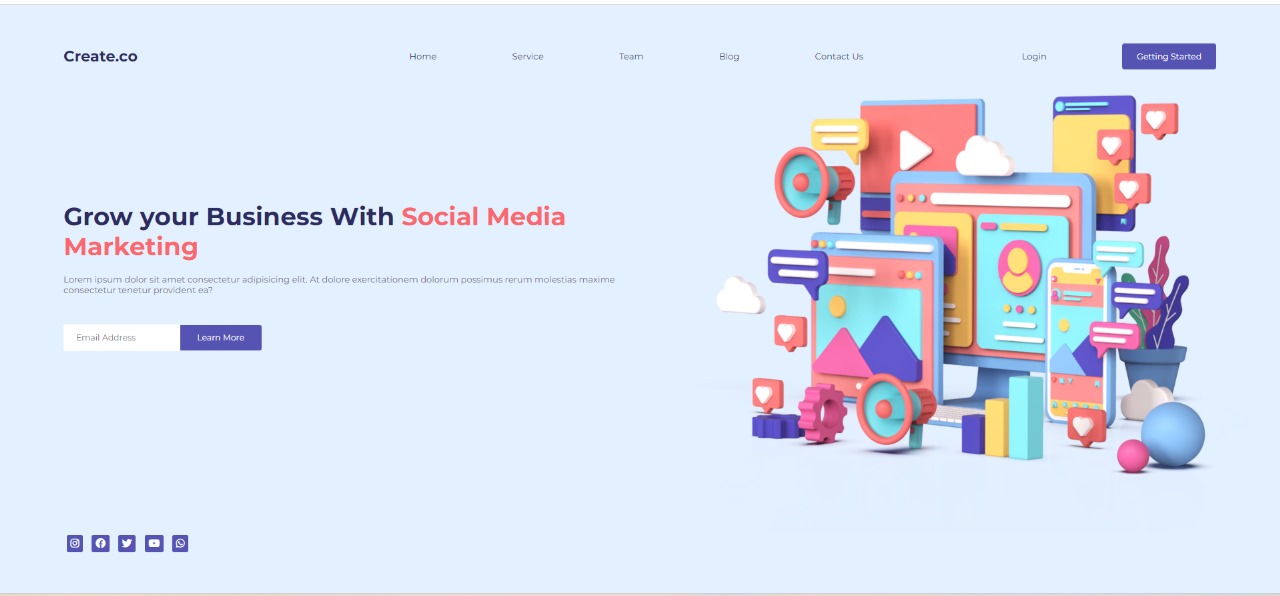 Create.co
Home
Service
Team
Blog
Contact Us
Login
Getting Started
Grow your Business With Social Media
Marketing
Lorem ipsum dolor sit amet consectetur adipisicing elit. At dolore exercitationem dolorum possimus rerum molestias maxime
consectetur tenetur provident ea?
Email Address
Learn More